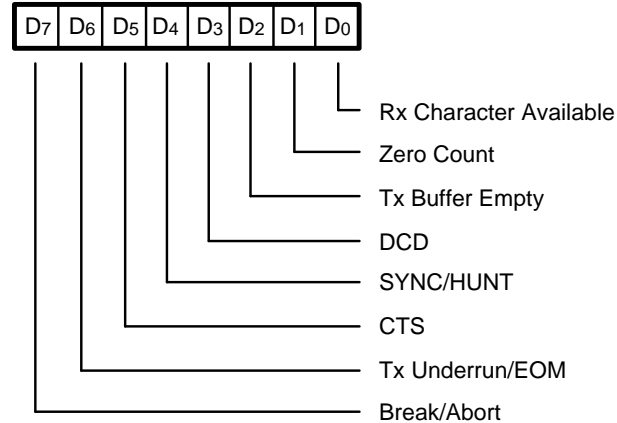 D7 D6 D5 D4 D3 D2 D1 D0
Rx Character Available
Zero Count
Tx Buffer Empty
DCD
SYNC/HUNT
CTS
Tx Underrun/EOM
Break/Abort